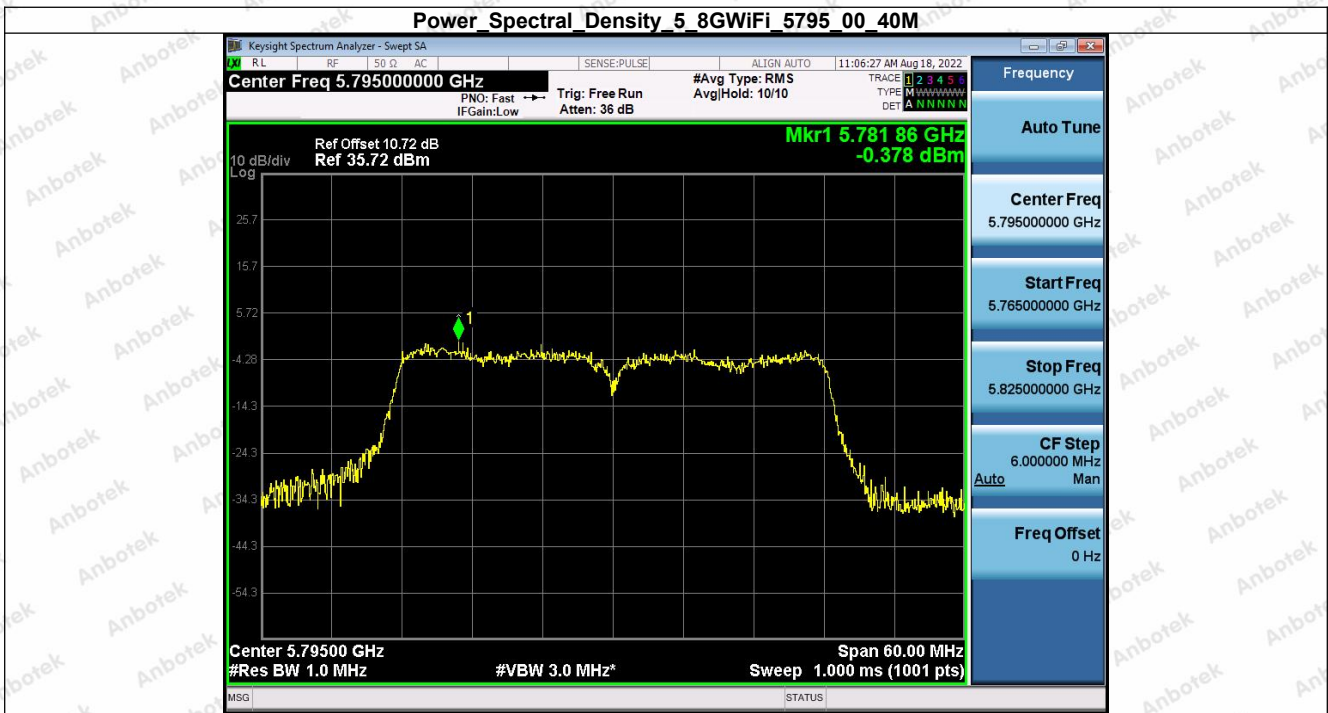 Power_Spectral_Density_5_8GWiFi_5795_00_40M
Keysight Spectrum Analyzer - Swept SA
LXI RL RF 50 Ω AC SENSE:PULSE ALIGN AUTO 11:06:27 AM Aug 18, 2022
Center Freq 5.795000000 GHz
PNO: Fast
IFGain:Low
Trig: Free Run
Atten: 36 dB
#Avg Type: RMS
Avg|Hold: 10/10
TRACE 1 2 3 4 5 6
TYPE M WWWWW
DET A N N N N N
Mkr1 5.781 86 GHz
-0.378 dBm
Ref Offset 10.72 dB
10 dB/div Ref 35.72 dBm
Log
25.7
15.7
5.72
-4.28
-14.3
-24.3
-34.3
-44.3
-54.3
1
Center 5.79500 GHz Span 60.00 MHz
#Res BW 1.0 MHz #VBW 3.0 MHz* Sweep 1.000 ms (1001 pts)
MSG STATUS
Frequency
Auto Tune
Center Freq
5.795000000 GHz
Start Freq
5.765000000 GHz
Stop Freq
5.825000000 GHz
CF Step
6.000000 MHz
Auto Man
Freq Offset
0 Hz
Anbotek